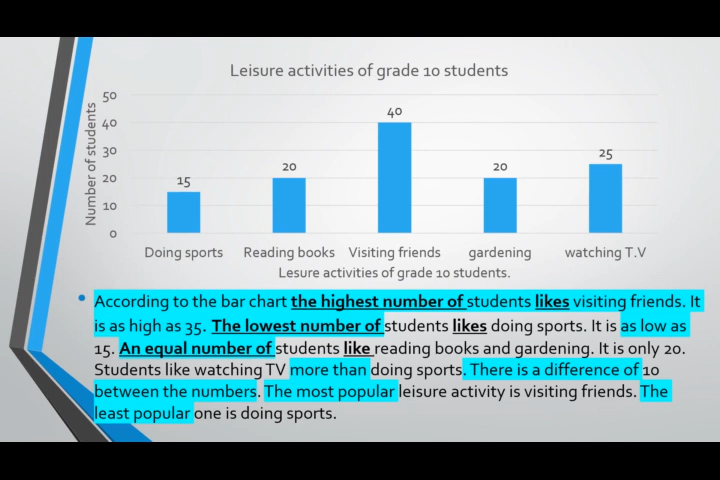 Leisure activities of grade 10 students
50
40
30
20
10
0
Number of students
15
20
40
20
25
Doing sports
Reading books
Visiting friends
gardening
watching T.V
Lesure activities of grade 10 students.
• According to the bar chart the highest number of students likes visiting friends. It
is as high as 35. The lowest number of students likes doing sports. It is as low as
15. An equal number of students like reading books and gardening. It is only 20.
Students like watching TV more than doing sports. There is a difference of 10
between the numbers. The most popular leisure activity is visiting friends. The
least popular one is doing sports.